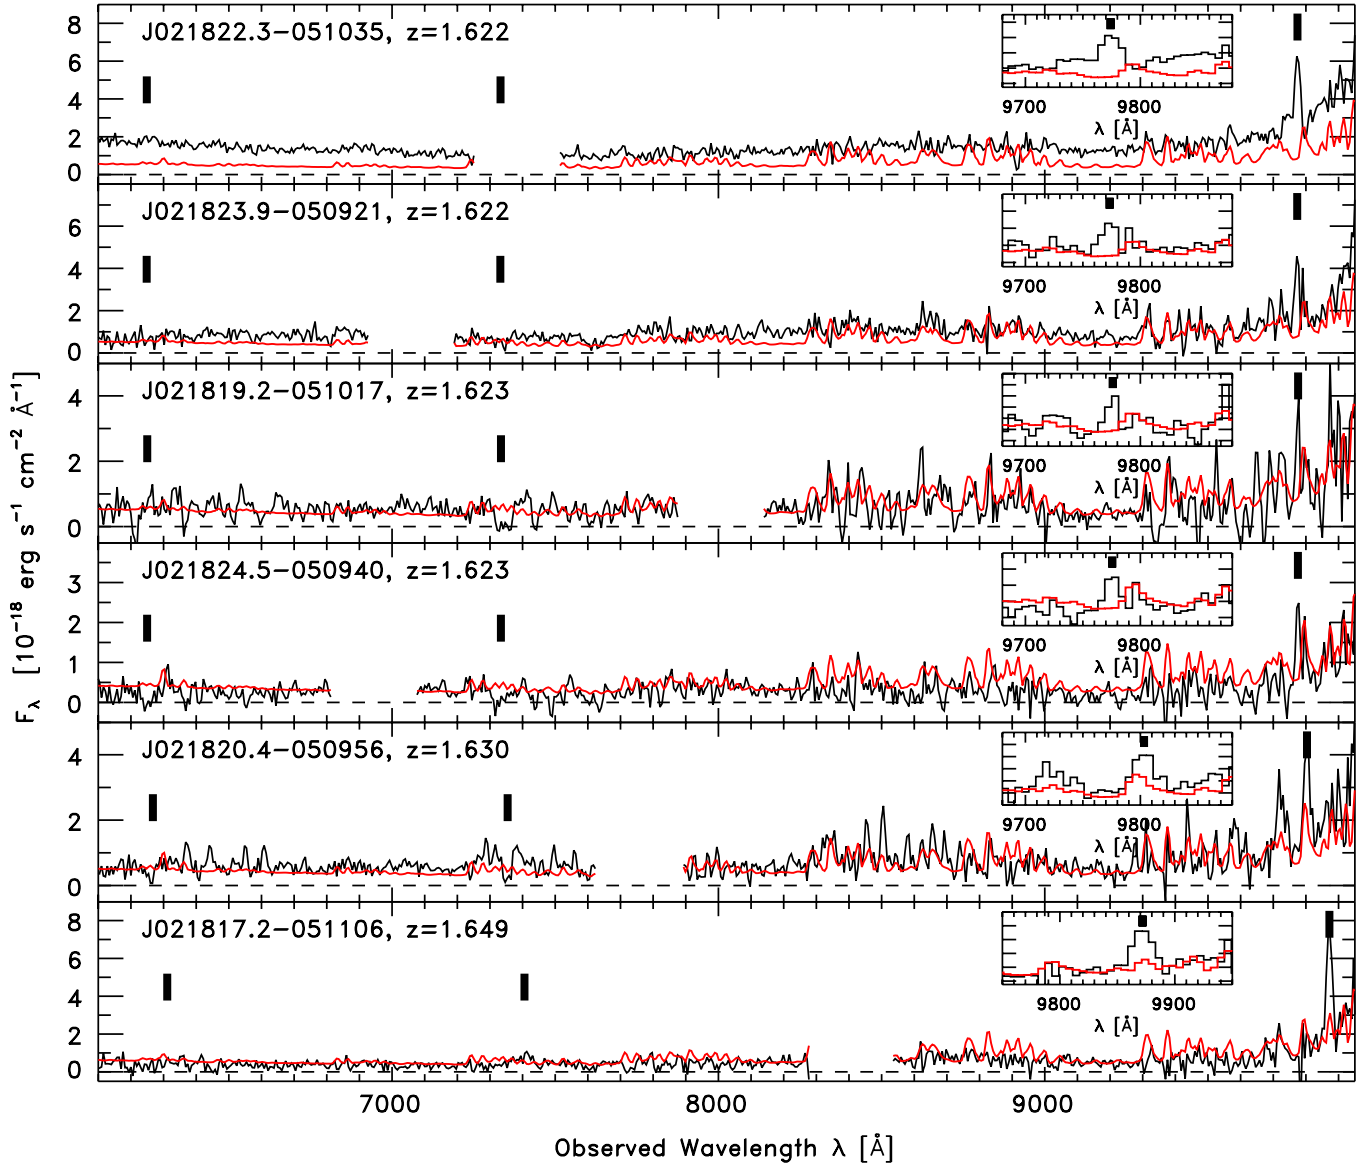 J021822.3−051035, z=1.622
8
6
4
2
0
9700 9800
λ [Å]
J021823.9−050921, z=1.622
6
4
2
0
9700 9800
λ [Å]
J021819.2−051017, z=1.623
4
2
0
9700 9800
λ [Å]
J021824.5−050940, z=1.623
3
2
1
0
9700 9800
λ [Å]
J021820.4−050956, z=1.630
4
2
0
9700 9800
λ [Å]
J021817.2−051106, z=1.649
8
6
4
2
0
9800 9900
λ [Å]
F_λ [10⁻¹⁸ erg s⁻¹ cm⁻² Å⁻¹]
7000 8000 9000
Observed Wavelength λ [Å]